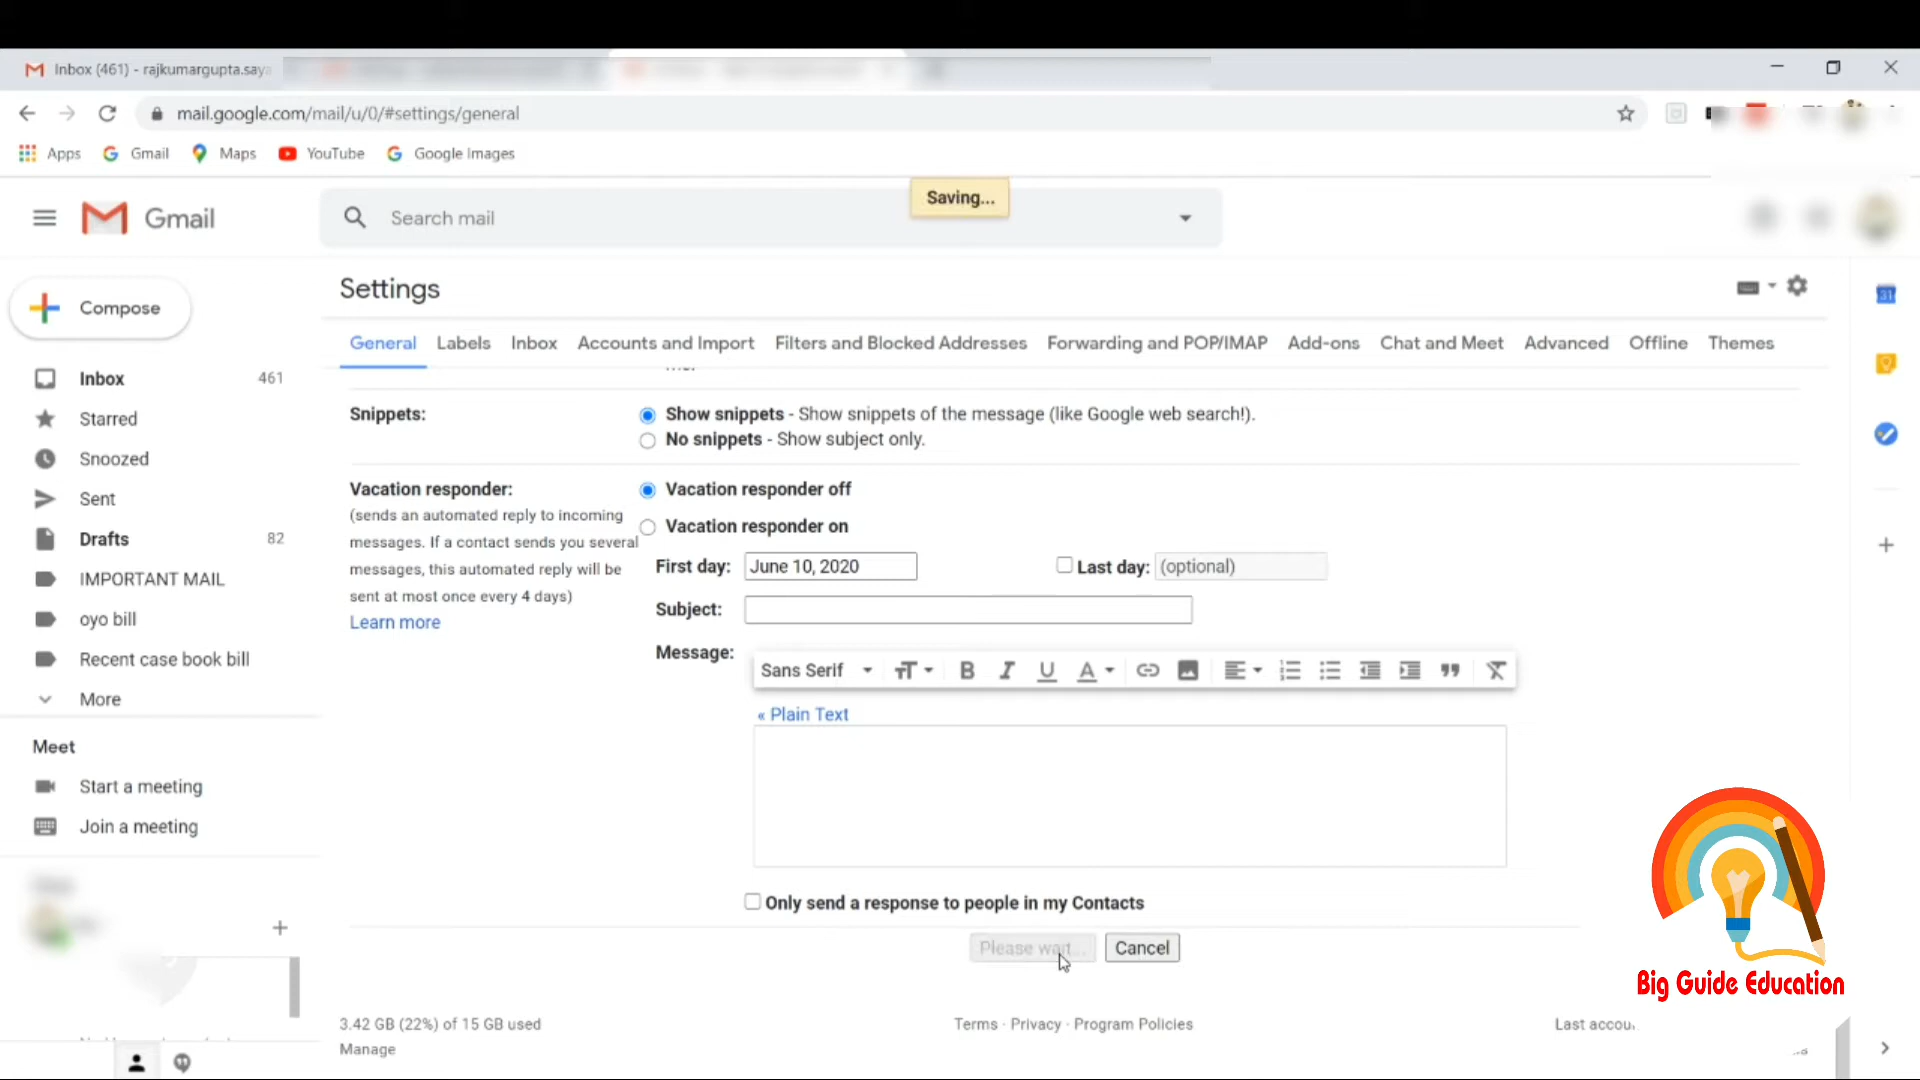 Inbox (461) - rajkumargupta.saya
mail.google.com/mail/u/0/#settings/general
Apps Gmail Maps YouTube Google Images
Saving...
Gmail
Search mail
Settings
Compose
General Labels Inbox Accounts and Import Filters and Blocked Addresses Forwarding and POP/IMAP Add-ons Chat and Meet Advanced Offline Themes
Inbox 461
Starred
Snoozed
Sent
Drafts 82
IMPORTANT MAIL
oyo bill
Recent case book bill
More
Meet
Start a meeting
Join a meeting
Snippets:
Show snippets - Show snippets of the message (like Google web search!).
No snippets - Show subject only.
Vacation responder:
(sends an automated reply to incoming
messages. If a contact sends you several
messages, this automated reply will be
sent at most once every 4 days)
Learn more
Vacation responder off
Vacation responder on
First day: June 10, 2020 Last day: (optional)
Subject:
Message:
Sans Serif
« Plain Text
Only send a response to people in my Contacts
Please wait... Cancel
3.42 GB (22%) of 15 GB used
Manage
Terms · Privacy · Program Policies
Last accou
31
Big Guide Education